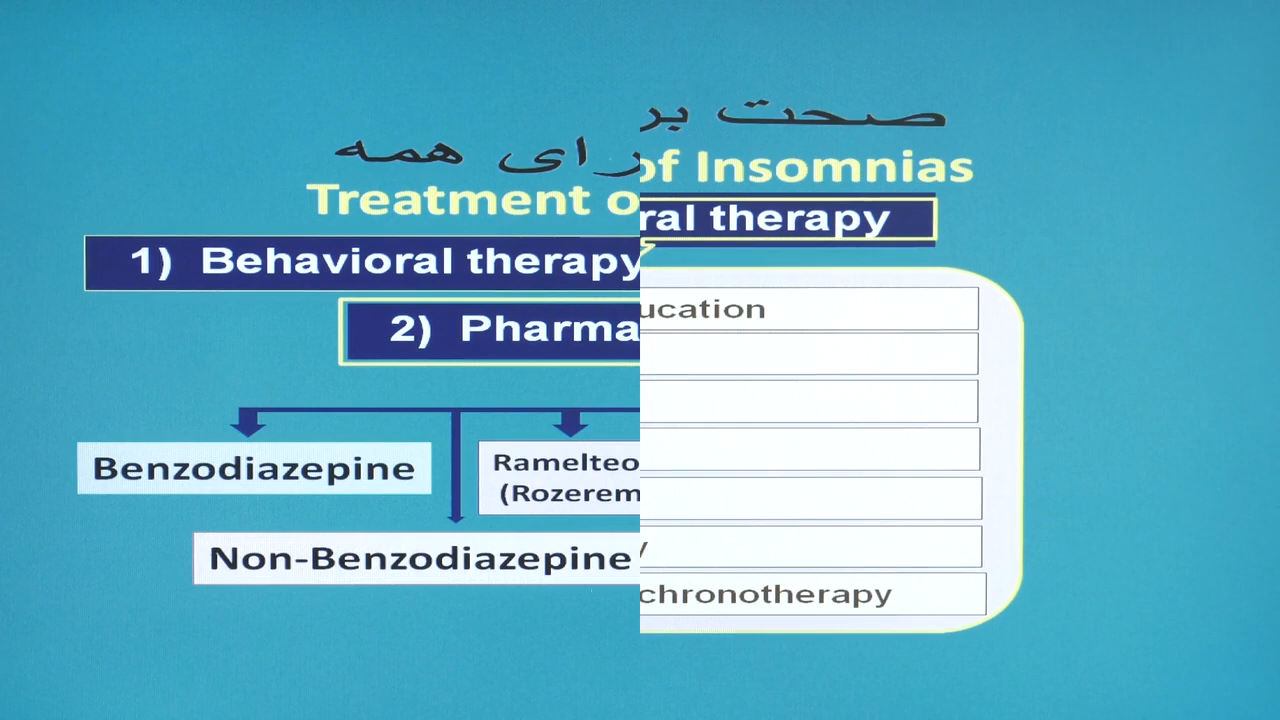 رای همه
Treatment o
1) Behavioral therapy
2) Pharma
Benzodiazepine
Ramelteo
(Rozerem
Non-Benzodiazepine
صحت بر
of Insomnias
ral therapy
ucation
chronotherapy